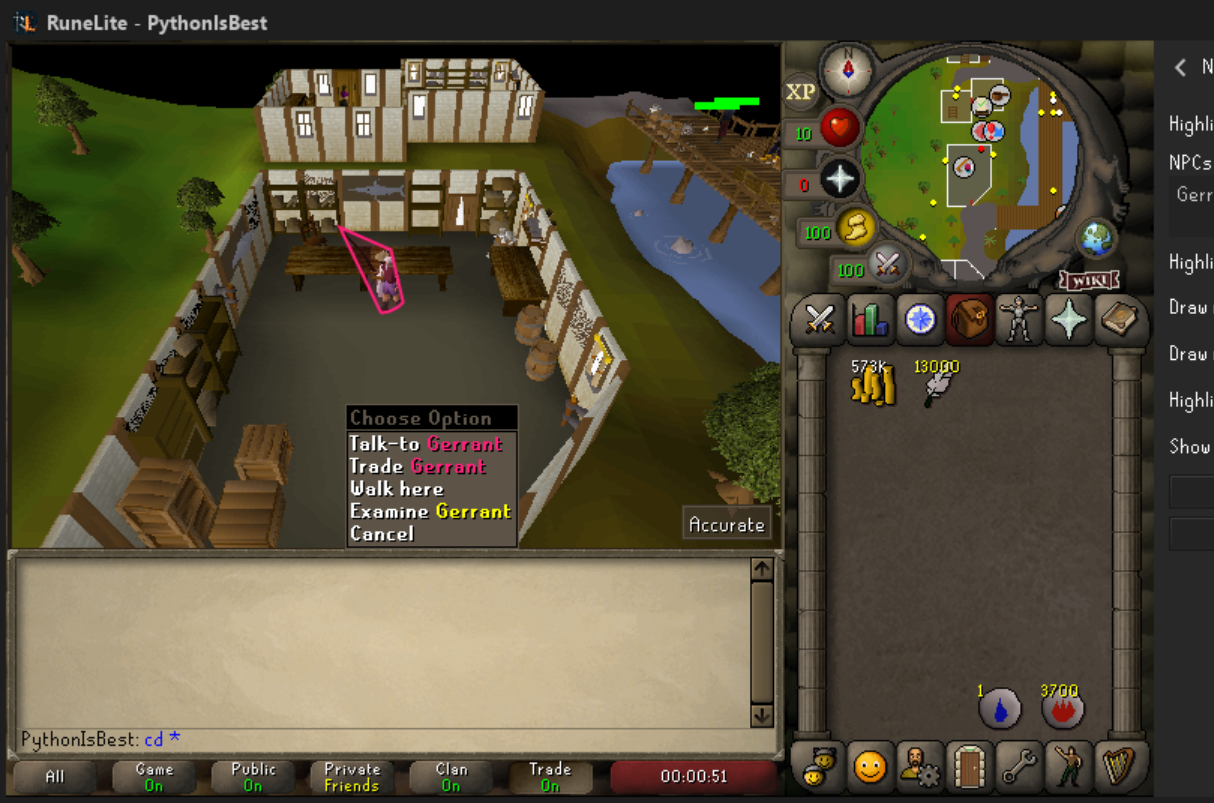 RuneLite - PythonIsBest
N
XP
10
0
100
100
WIKI
573K
13000
1
3700
Choose Option
Talk-to Gerrant
Trade Gerrant
Walk here
Examine Gerrant
Cancel
Accurate
PythonIsBest: cd *
All
Game
On
Public
On
Private
Friends
Clan
On
Trade
On
00:00:51
N
Highli
NPCs
Gerr
Highli
Draw
Draw
Highli
Show